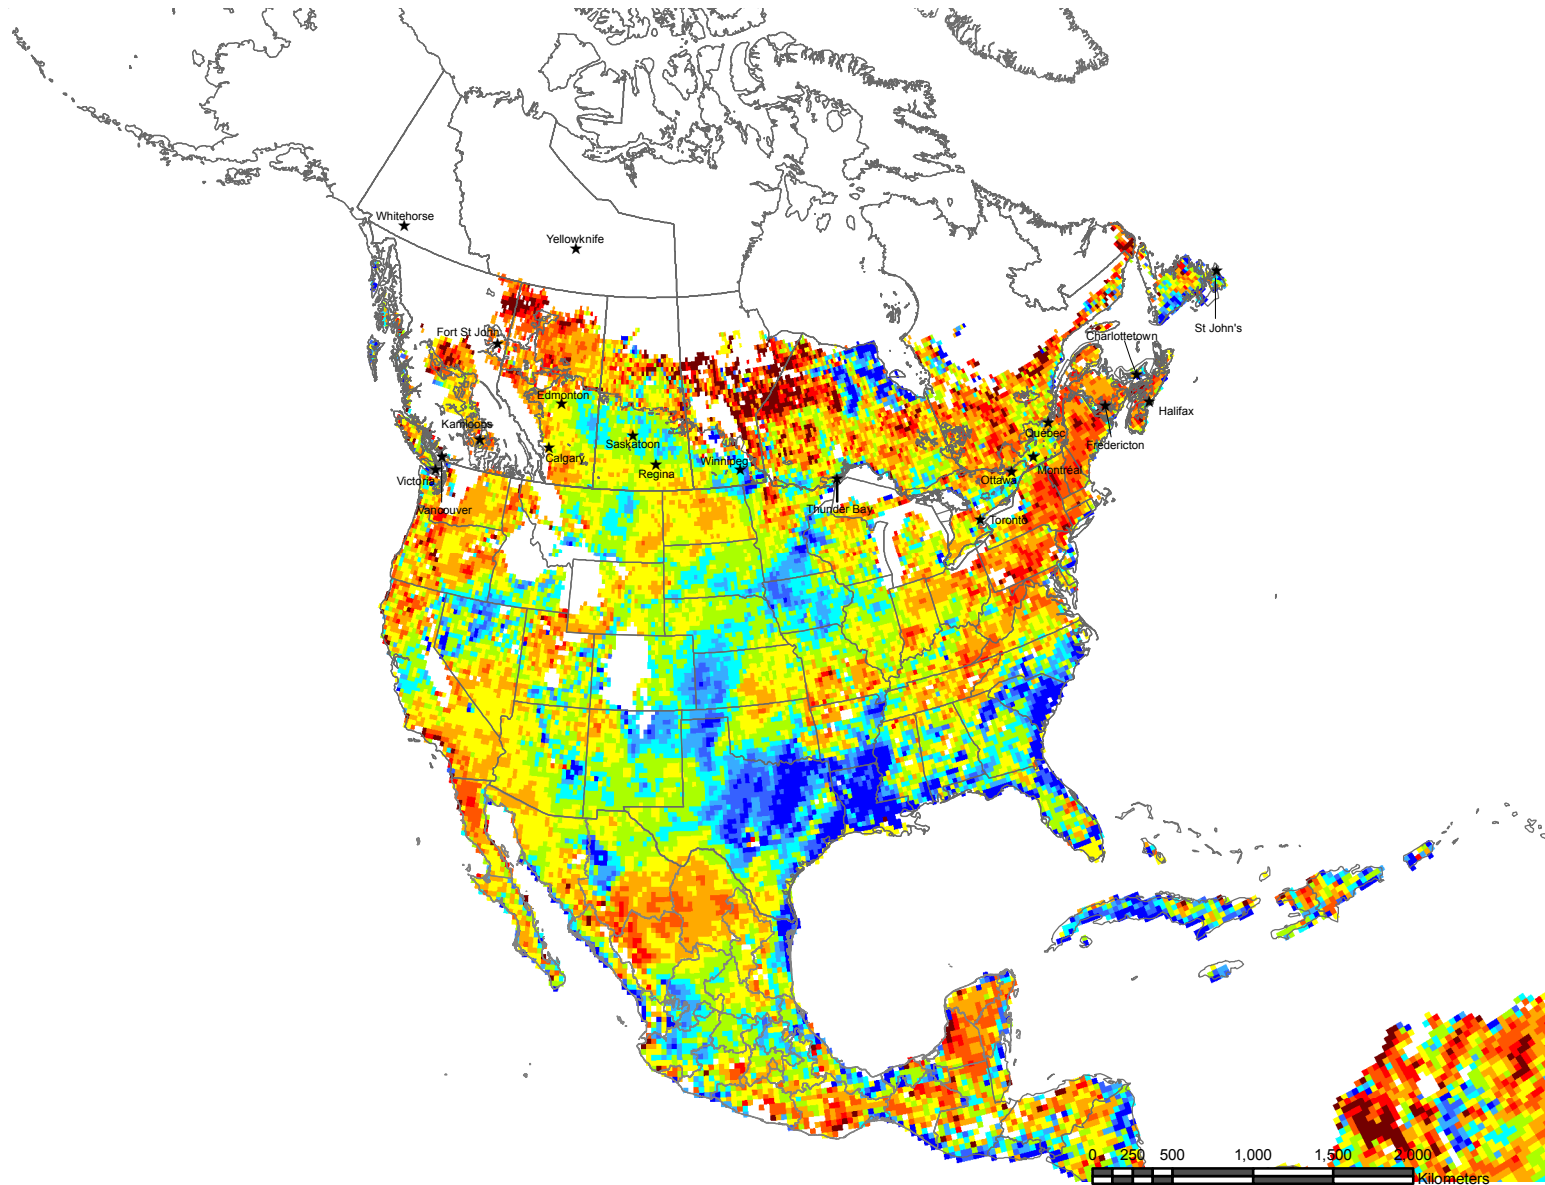 Whitehorse
Yellowknife
St John's
Fort St John
Charlottetown
Edmonton
Halifax
Kamloops
Quebec
Saskatoon
Fredericton
Calgary
Winnipeg
Regina
Montréal
Victoria
Ottawa
Vancouver
Thunder Bay
Toronto
0 250 500 1,000 1,500 2,000
Kilometers